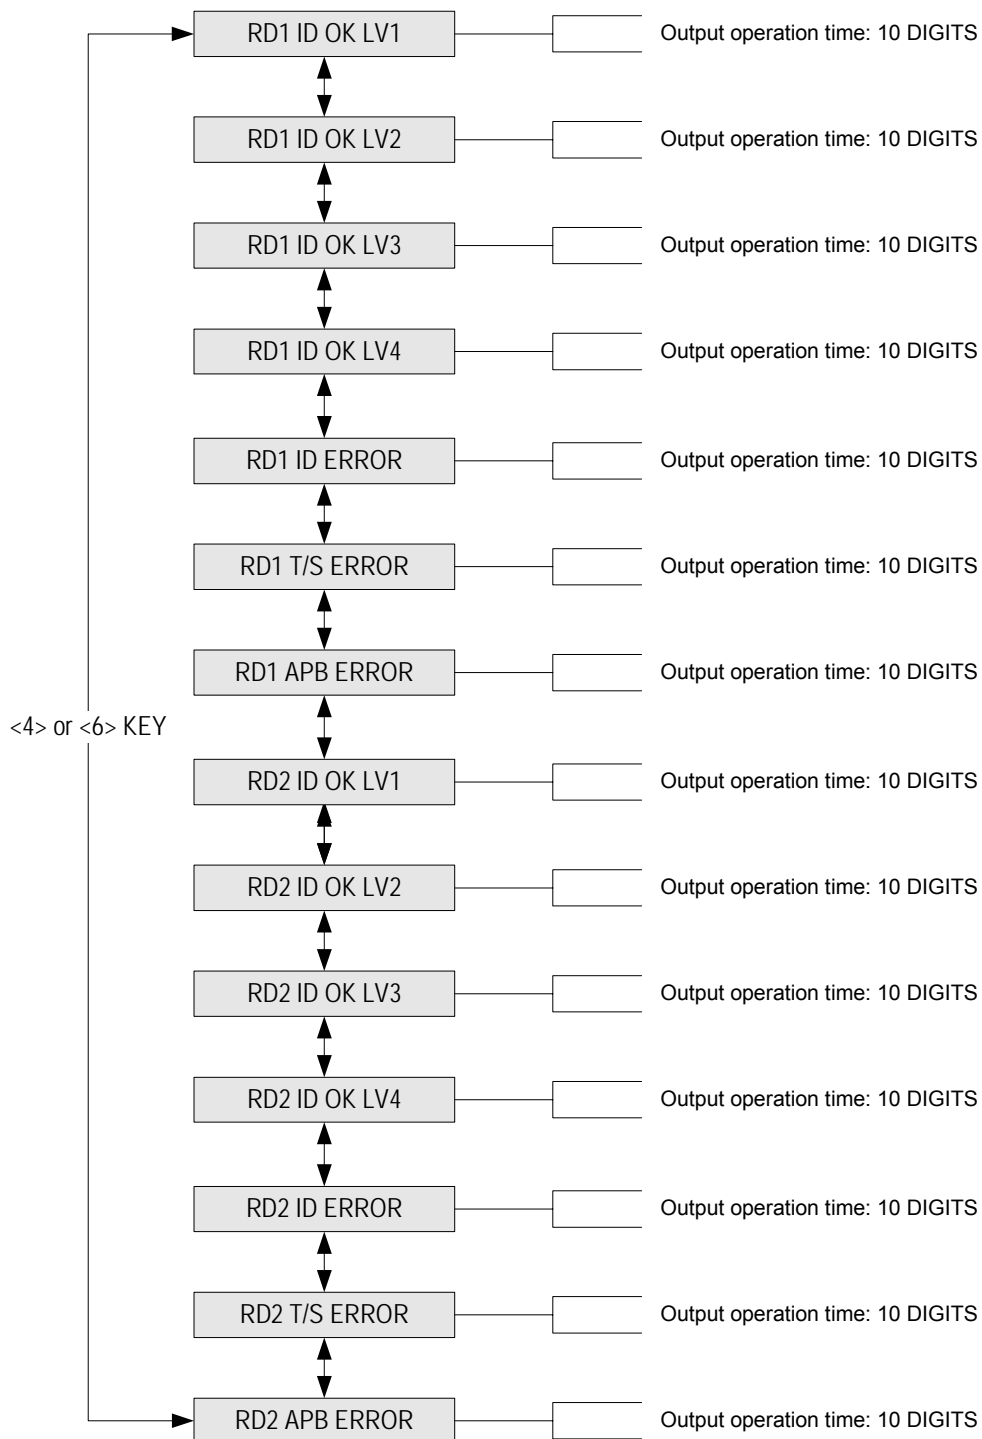 RD1 ID OK LV1 Output operation time: 10 DIGITS
RD1 ID OK LV2 Output operation time: 10 DIGITS
RD1 ID OK LV3 Output operation time: 10 DIGITS
RD1 ID OK LV4 Output operation time: 10 DIGITS
RD1 ID ERROR Output operation time: 10 DIGITS
RD1 T/S ERROR Output operation time: 10 DIGITS
RD1 APB ERROR Output operation time: 10 DIGITS
<4> or <6> KEY
RD2 ID OK LV1 Output operation time: 10 DIGITS
RD2 ID OK LV2 Output operation time: 10 DIGITS
RD2 ID OK LV3 Output operation time: 10 DIGITS
RD2 ID OK LV4 Output operation time: 10 DIGITS
RD2 ID ERROR Output operation time: 10 DIGITS
RD2 T/S ERROR Output operation time: 10 DIGITS
RD2 APB ERROR Output operation time: 10 DIGITS